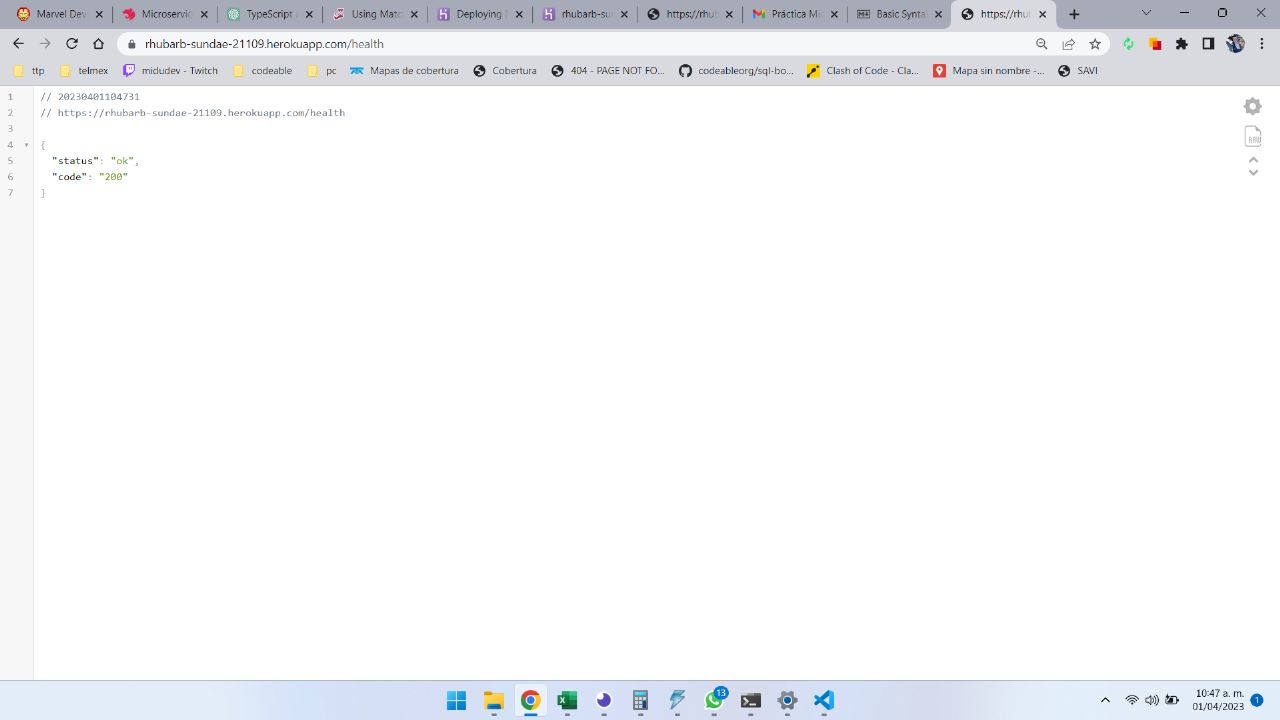 Marvel Dev
Microservic
TypeScript a
Using Matc
Deploying N
rhubarb-sun
https://rhub
Práctica Mi
Basic Synta
https://rhub
rhubarb-sundae-21109.herokuapp.com/health
ttp
telmex
midudev - Twitch
codeable
pc
Mapas de cobertura
Cobertura
404 - PAGE NOT FO...
codeableorg/sql-bo...
Clash of Code - Cla...
Mapa sin nombre -...
SAVI
1 // 20230401104731
2 // https://rhubarb-sundae-21109.herokuapp.com/health
3
4 {
5 "status": "ok",
6 "code": "200"
7 }
RAW
13
10:47 a. m.
01/04/2023
1